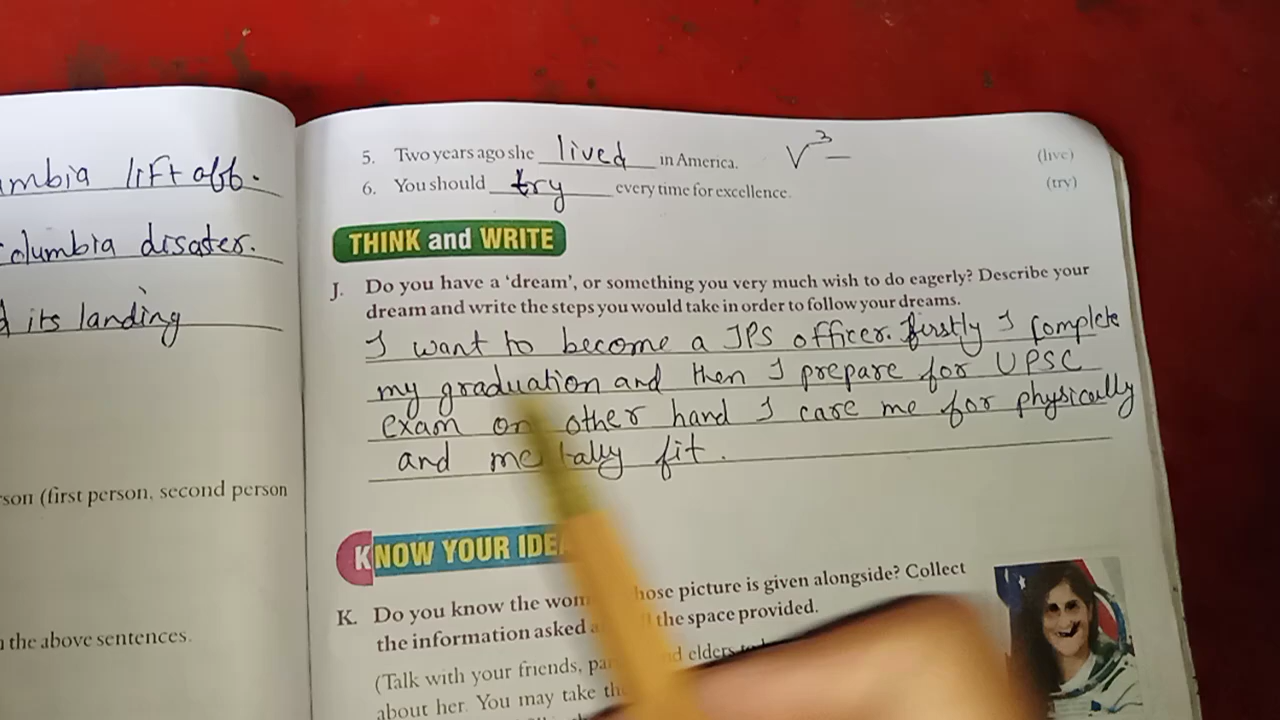 mbia lift off.
columbia disaster.
its landing
son (first person, second person
the above sentences.
5. Two years ago she lived in America. V3 (live)
6. You should try every time for excellence. (try)
THINK and WRITE
J. Do you have a 'dream', or something you very much wish to do eagerly? Describe your
dream and write the steps you would take in order to follow your dreams.
I want to become a IPS officer. firstly I complete
my graduation and then I prepare for UPSC
exam on other hand I care me for physically
and fit.
KNOW YOUR
K. Do you know the hose picture is given alongside? Collect
the information asked the space provided.
(Talk with your friends, nd elders
about her. You may take